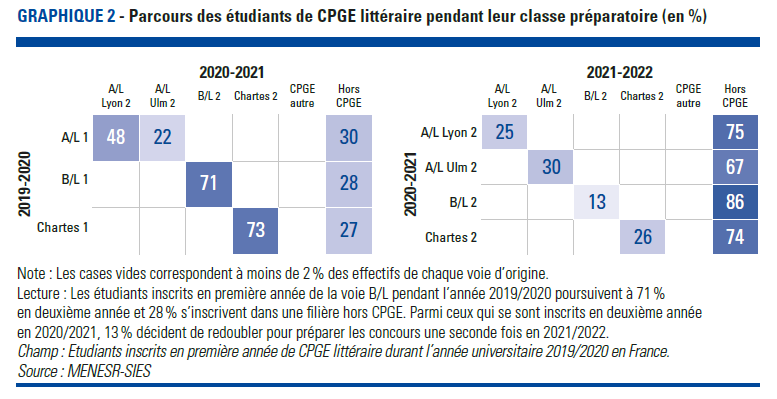 GRAPHIQUE 2 - Parcours des étudiants de CPGE littéraire pendant leur classe préparatoire (en %)
2020-2021
A/L Lyon 2 A/L Ulm 2 B/L 2 Chartes 2 CPGE autre Hors CPGE
2019-2020
A/L 1 48 22 30
B/L 1 71 28
Chartes 1 73 27
2021-2022
A/L Lyon 2 A/L Ulm 2 B/L 2 Chartes 2 CPGE autre Hors CPGE
2020-2021
A/L Lyon 2 25 75
A/L Ulm 2 30 67
B/L 2 13 86
Chartes 2 26 74
Note : Les cases vides correspondent à moins de 2 % des effectifs de chaque voie d'origine.
Lecture : Les étudiants inscrits en première année de la voie B/L pendant l'année 2019/2020 poursuivent à 71 %
en deuxième année et 28 % s'inscrivent dans une filière hors CPGE. Parmi ceux qui se sont inscrits en deuxième année
en 2020/2021, 13 % décident de redoubler pour préparer les concours une seconde fois en 2021/2022.
Champ : Etudiants inscrits en première année de CPGE littéraire durant l'année universitaire 2019/2020 en France.
Source : MENESR-SIES